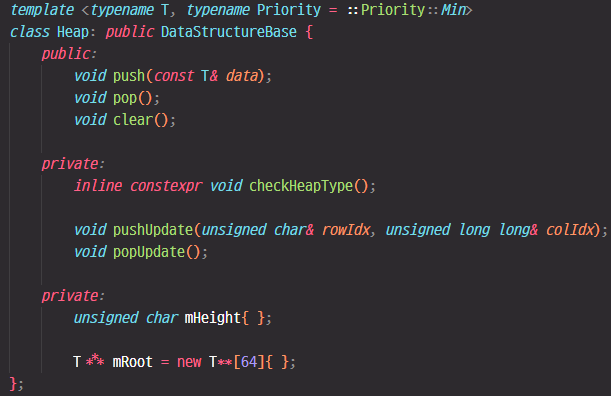 template <typename T, typename Priority = ::Priority::Min>
class Heap: public DataStructureBase {
public:
void push(const T& data);
void pop();
void clear();
private:
inline constexpr void checkHeapType();
void pushUpdate(unsigned char& rowIdx, unsigned long long& colIdx);
void popUpdate();
private:
unsigned char mHeight{ };
T *** mRoot = new T**[64]{ };
};